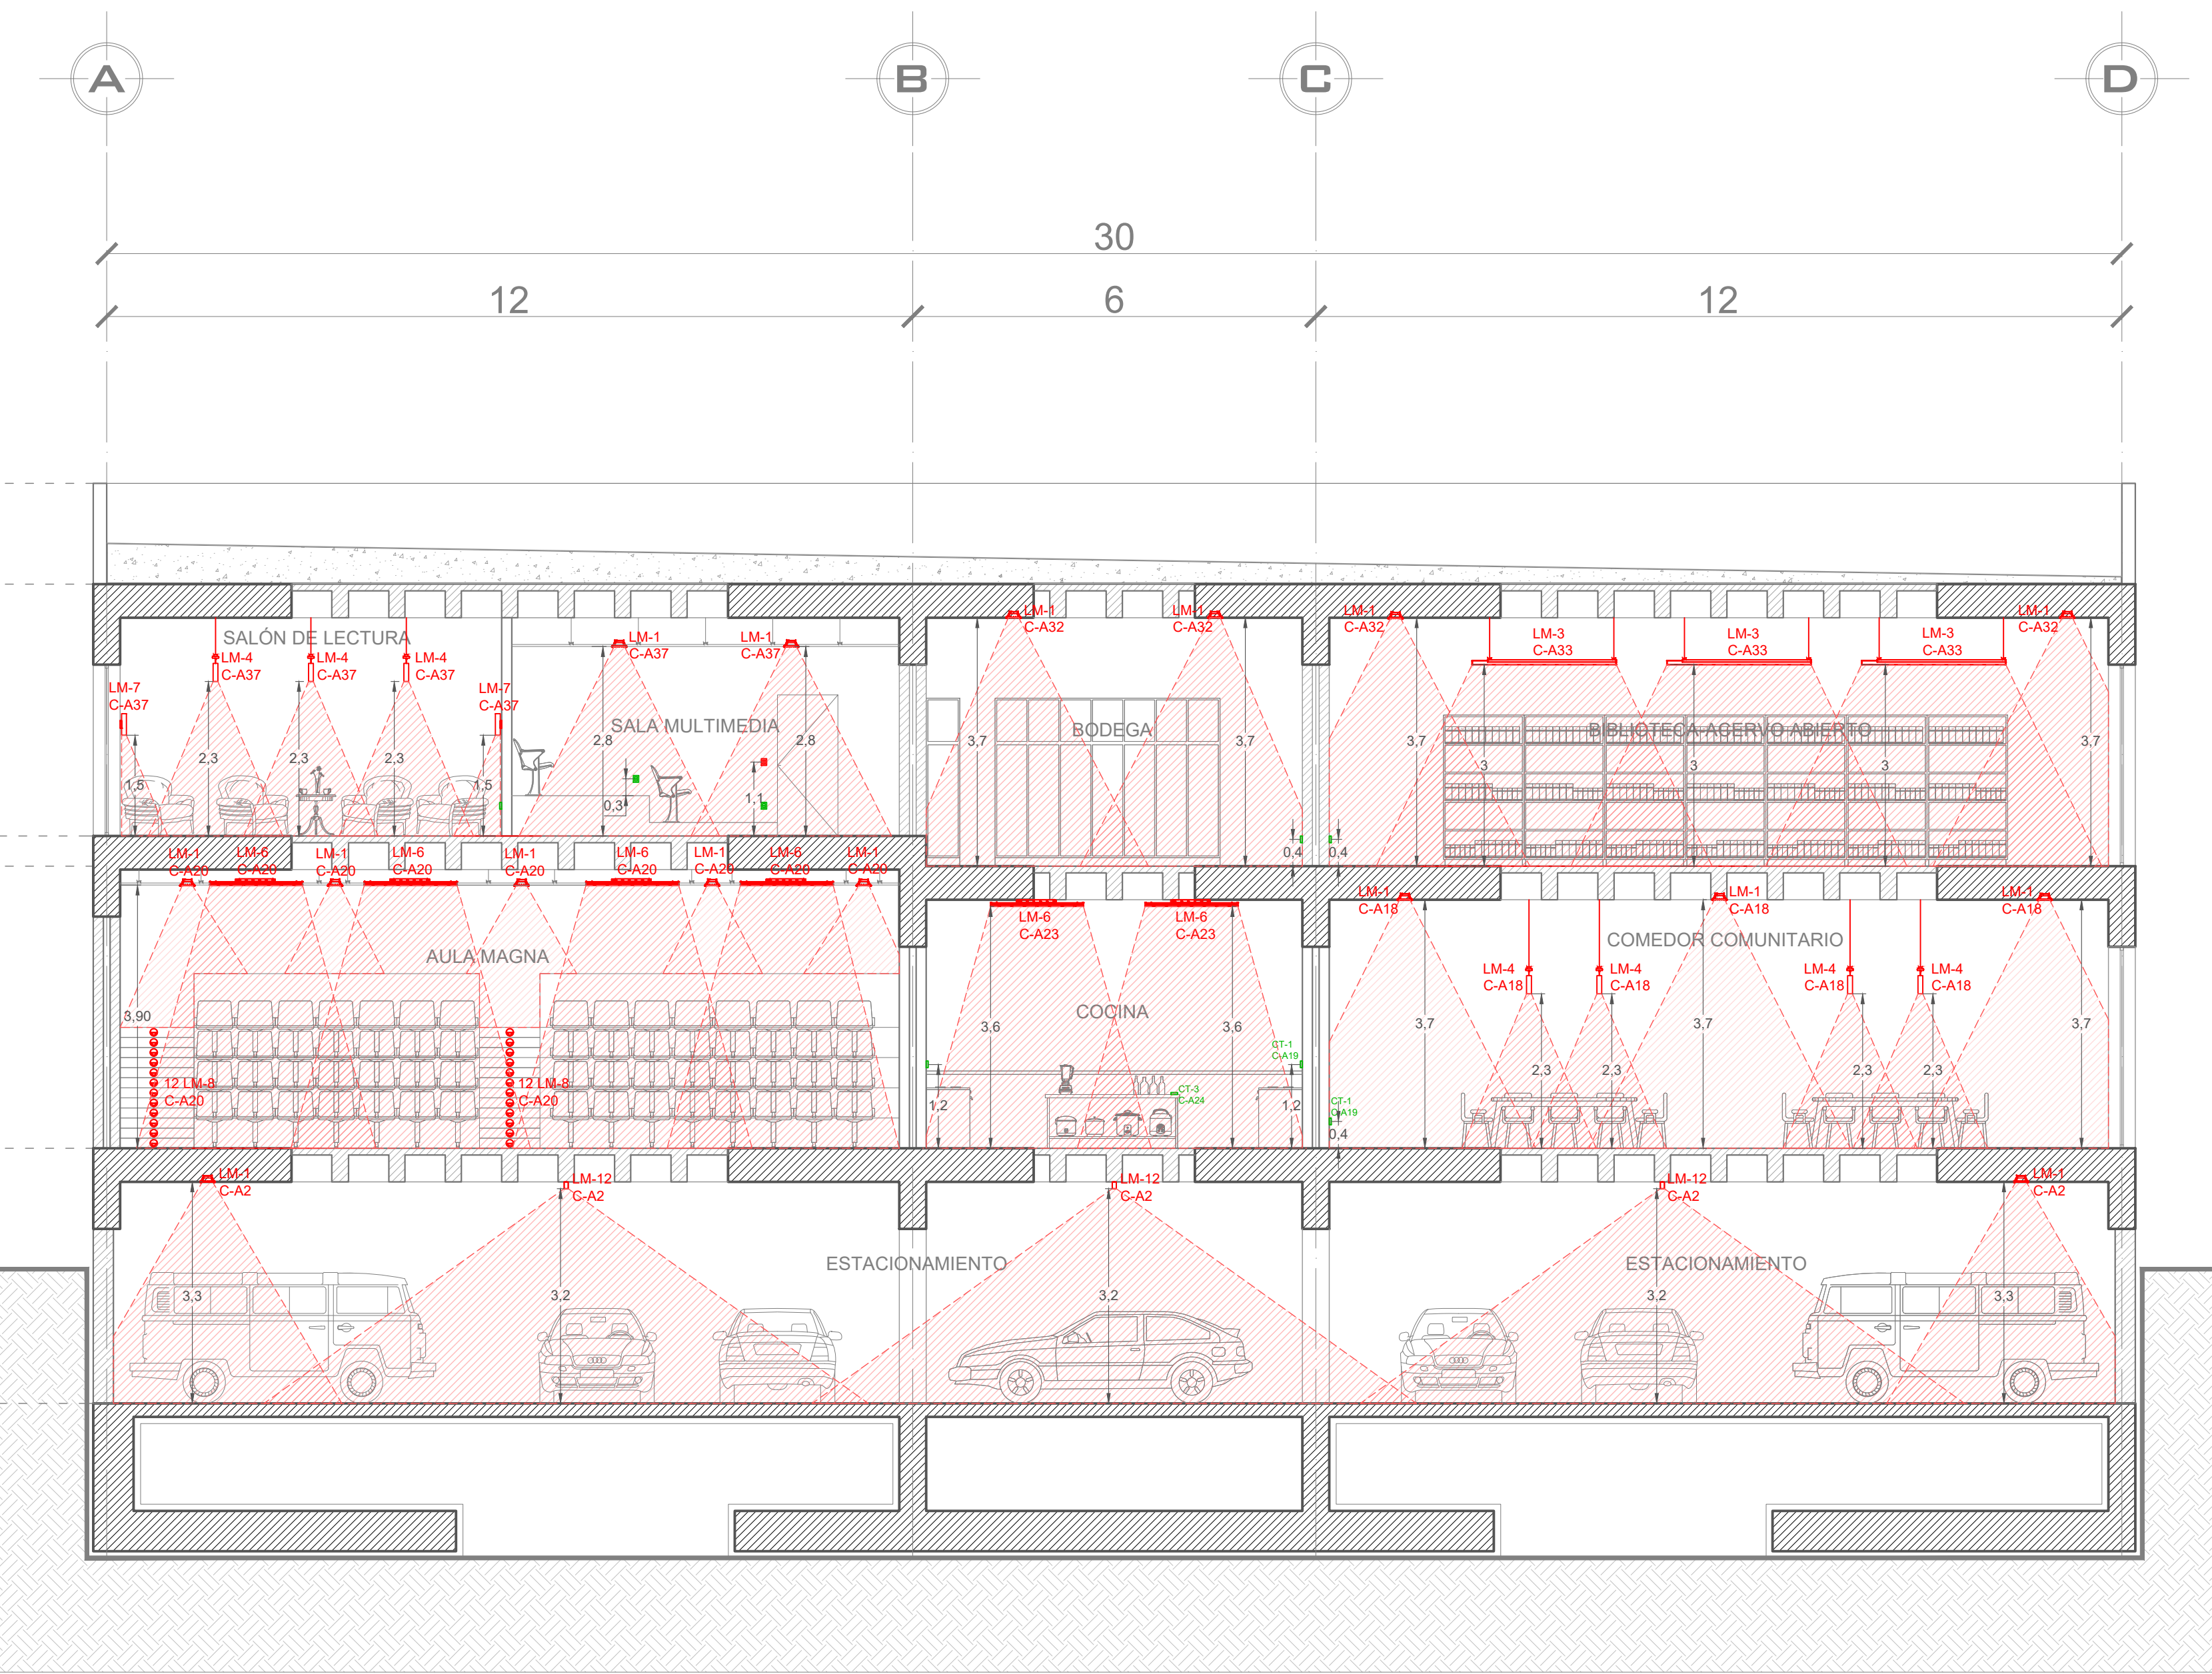 A
B
C
D
30
12
6
12
SALÓN DE LECTURA
LM-4
C-A37
LM-4
C-A37
LM-4
C-A37
LM-7
C-A37
LM-7
C-A37
1,5
2,3
2,3
2,3
1,5
LM-1
C-A37
LM-1
C-A37
SALA MULTIMEDIA
2,8
2,8
0,3
1,1
LM-1
C-A32
LM-1
C-A32
BODEGA
3,7
3,7
0,4
LM-1
C-A32
LM-3
C-A33
LM-3
C-A33
LM-3
C-A33
LM-1
C-A32
BIBLIOTECA-ACERVO ABIERTO
3,7
3
3
3
3,7
0,4
LM-1
C-A20
LM-6
C-A20
LM-1
C-A20
LM-6
C-A20
LM-1
C-A20
LM-6
C-A20
LM-1
C-A20
LM-6
C-A20
LM-1
C-A20
AULA MAGNA
3,90
12 LM-8
C-A20
12 LM-8
C-A20
LM-6
C-A23
LM-6
C-A23
COCINA
3,6
3,6
CT-1
C-A19
CT-3
C-A24
1,2
1,2
LM-1
C-A18
LM-1
C-A18
LM-1
C-A18
COMEDOR COMUNITARIO
LM-4
C-A18
LM-4
C-A18
LM-4
C-A18
LM-4
C-A18
3,7
3,7
3,7
2,3
2,3
2,3
2,3
CT-1
C-A19
0,4
LM-1
C-A2
LM-12
C-A2
LM-12
C-A2
LM-12
C-A2
LM-1
C-A2
ESTACIONAMIENTO
ESTACIONAMIENTO
3,3
3,2
3,2
3,2
3,3